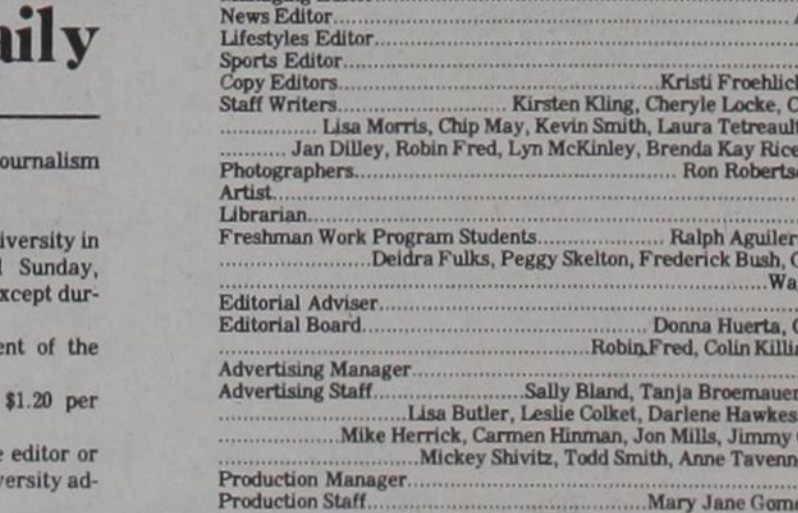 aily
ournalism
iversity in
l Sunday,
xcept dur-
ent of the
$1.20 per
e editor or
versity ad-
News Editor
Lifestyles Editor
Sports Editor
Copy Editors Kristi Froehlich
Staff Writers Kirsten Kling, Cheryle Locke, C
Lisa Morris, Chip May, Kevin Smith, Laura Tetreault
Jan Dilley, Robin Fred, Lyn McKinley, Brenda Kay Rice
Photographers Ron Roberts
Artist
Librarian
Freshman Work Program Students Ralph Aguiler
Deidra Fulks, Peggy Skelton, Frederick Bush, C
Wa
Editorial Adviser
Editorial Board Donna Huerta, C
Robin Fred, Colin Killia
Advertising Manager
Advertising Staff Sally Bland, Tanja Broemauer
Lisa Butler, Leslie Colket, Darlene Hawkes
Mike Herrick, Carmen Hinman, Jon Mills, Jimmy
Mickey Shivitz, Todd Smith, Anne Tavenn
Production Manager
Production Staff Mary Jane Gome